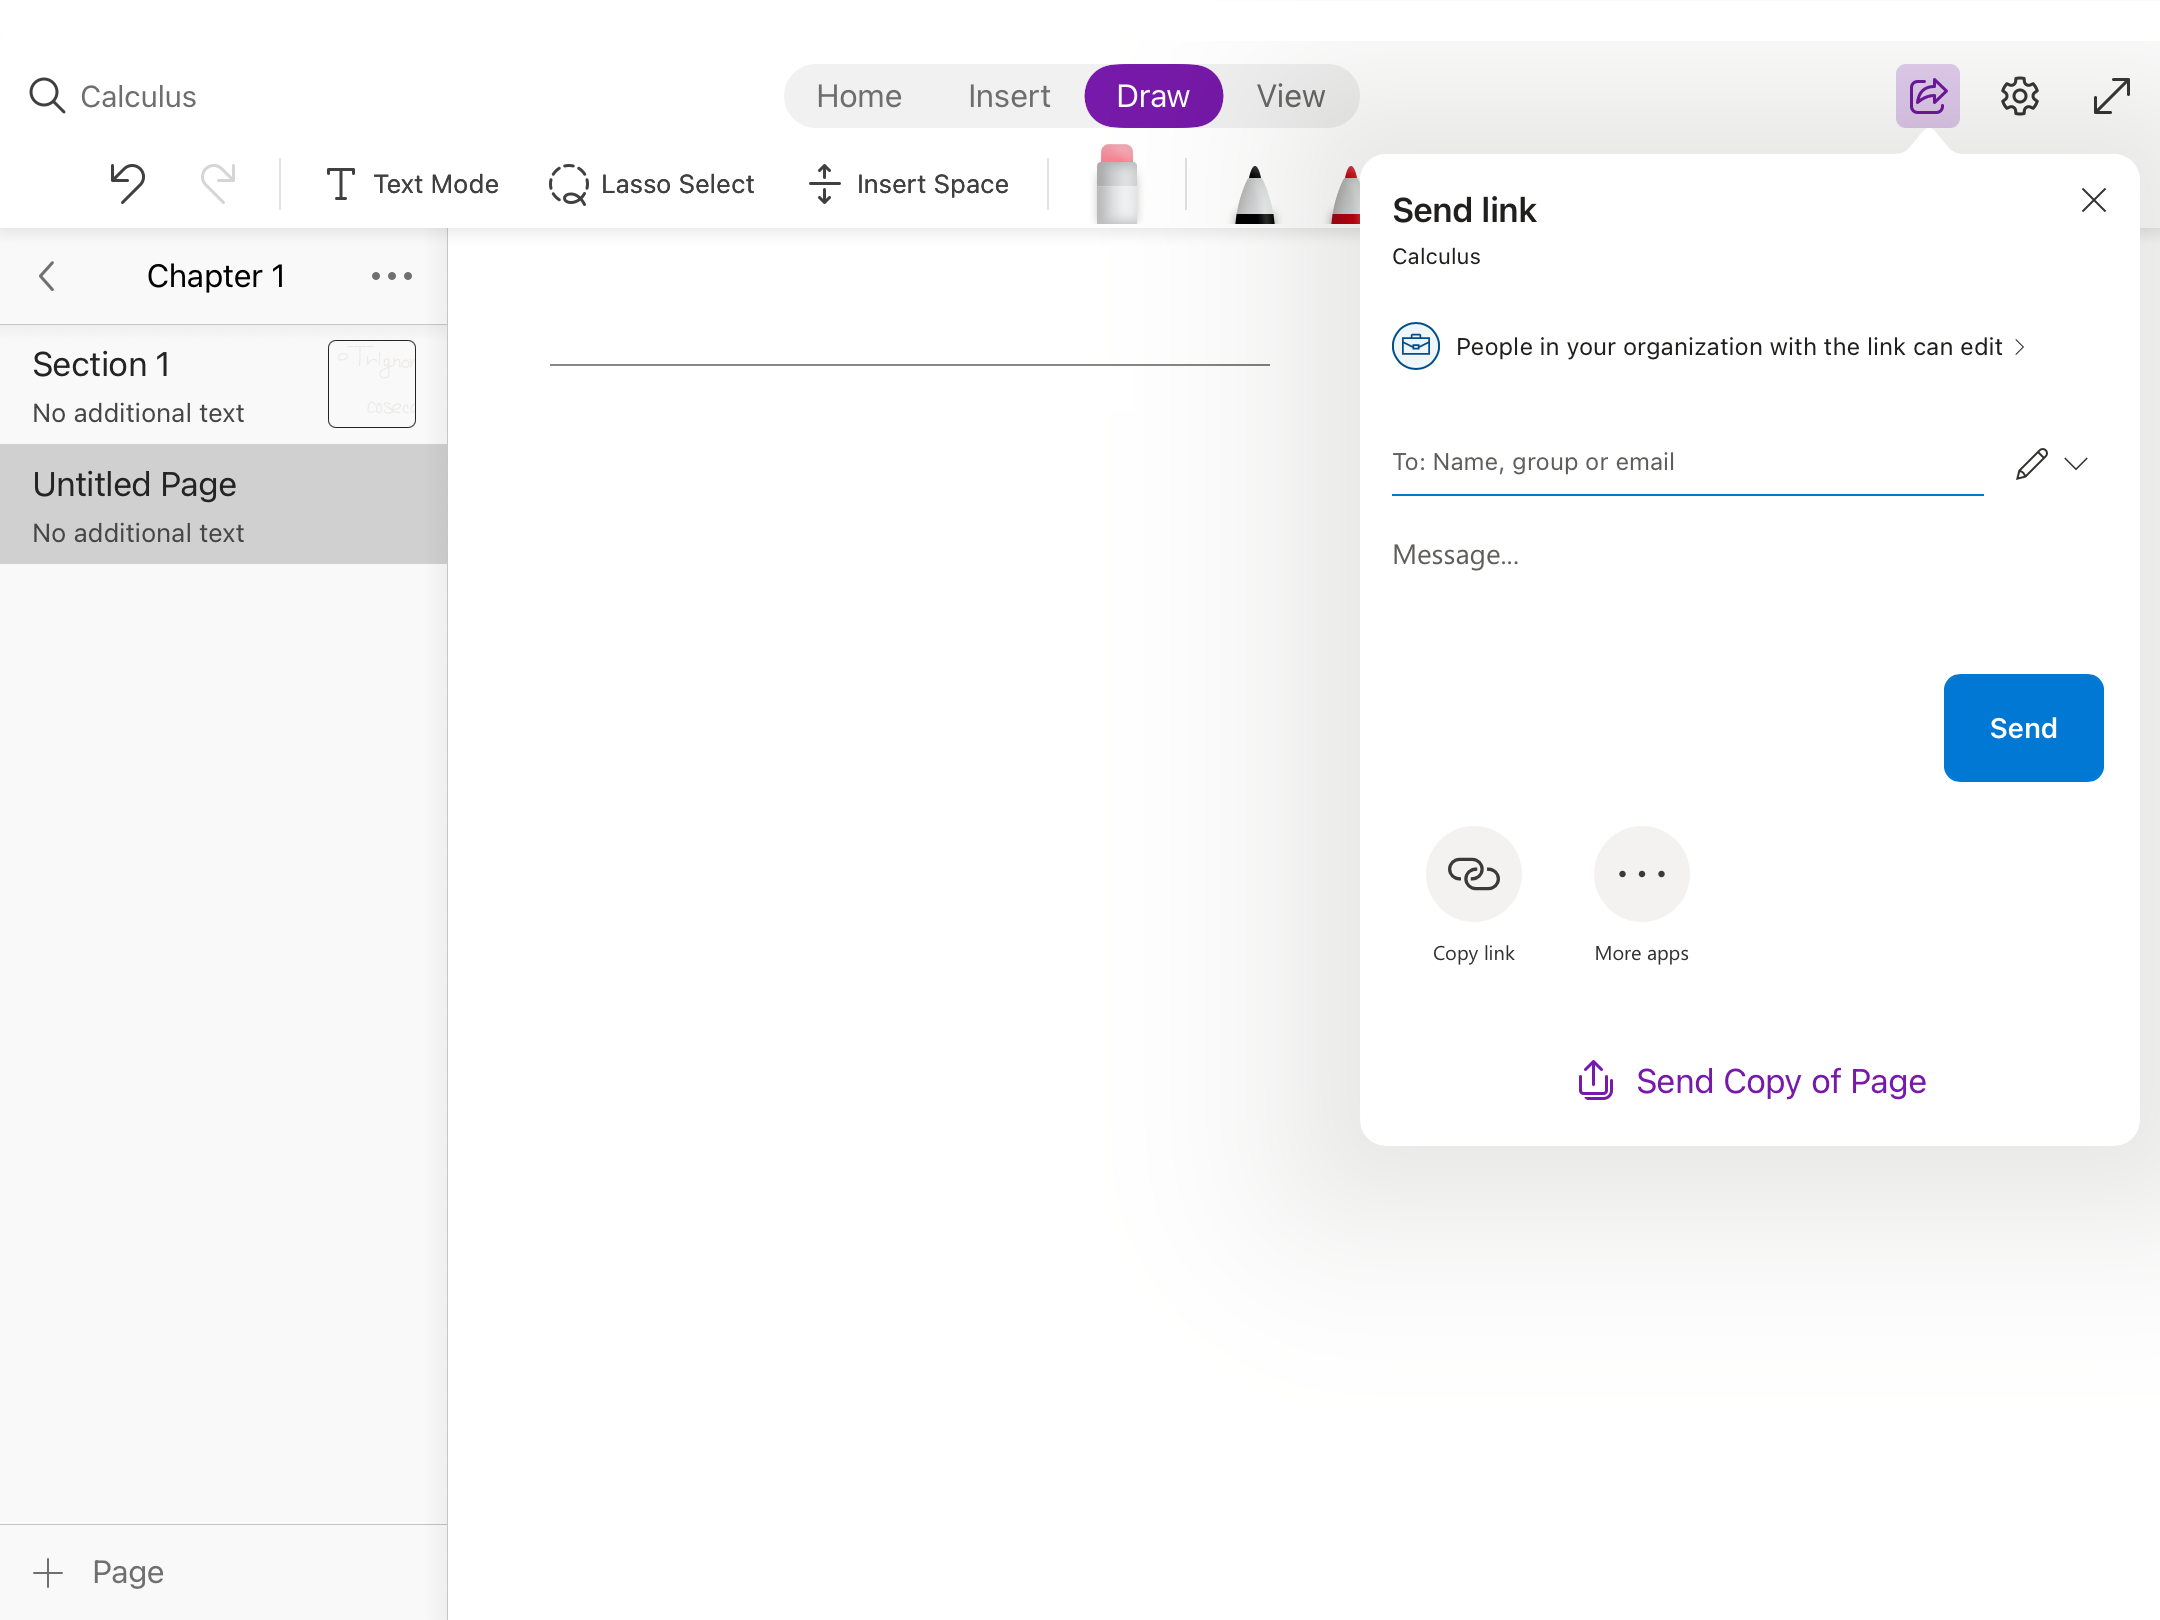 Calculus
Home Insert Draw View
Text Mode Lasso Select Insert Space
Chapter 1
Section 1
No additional text
Untitled Page
No additional text
Page
Send link
Calculus
People in your organization with the link can edit
To: Name, group or email
Message...
Send
Copy link More apps
Send Copy of Page